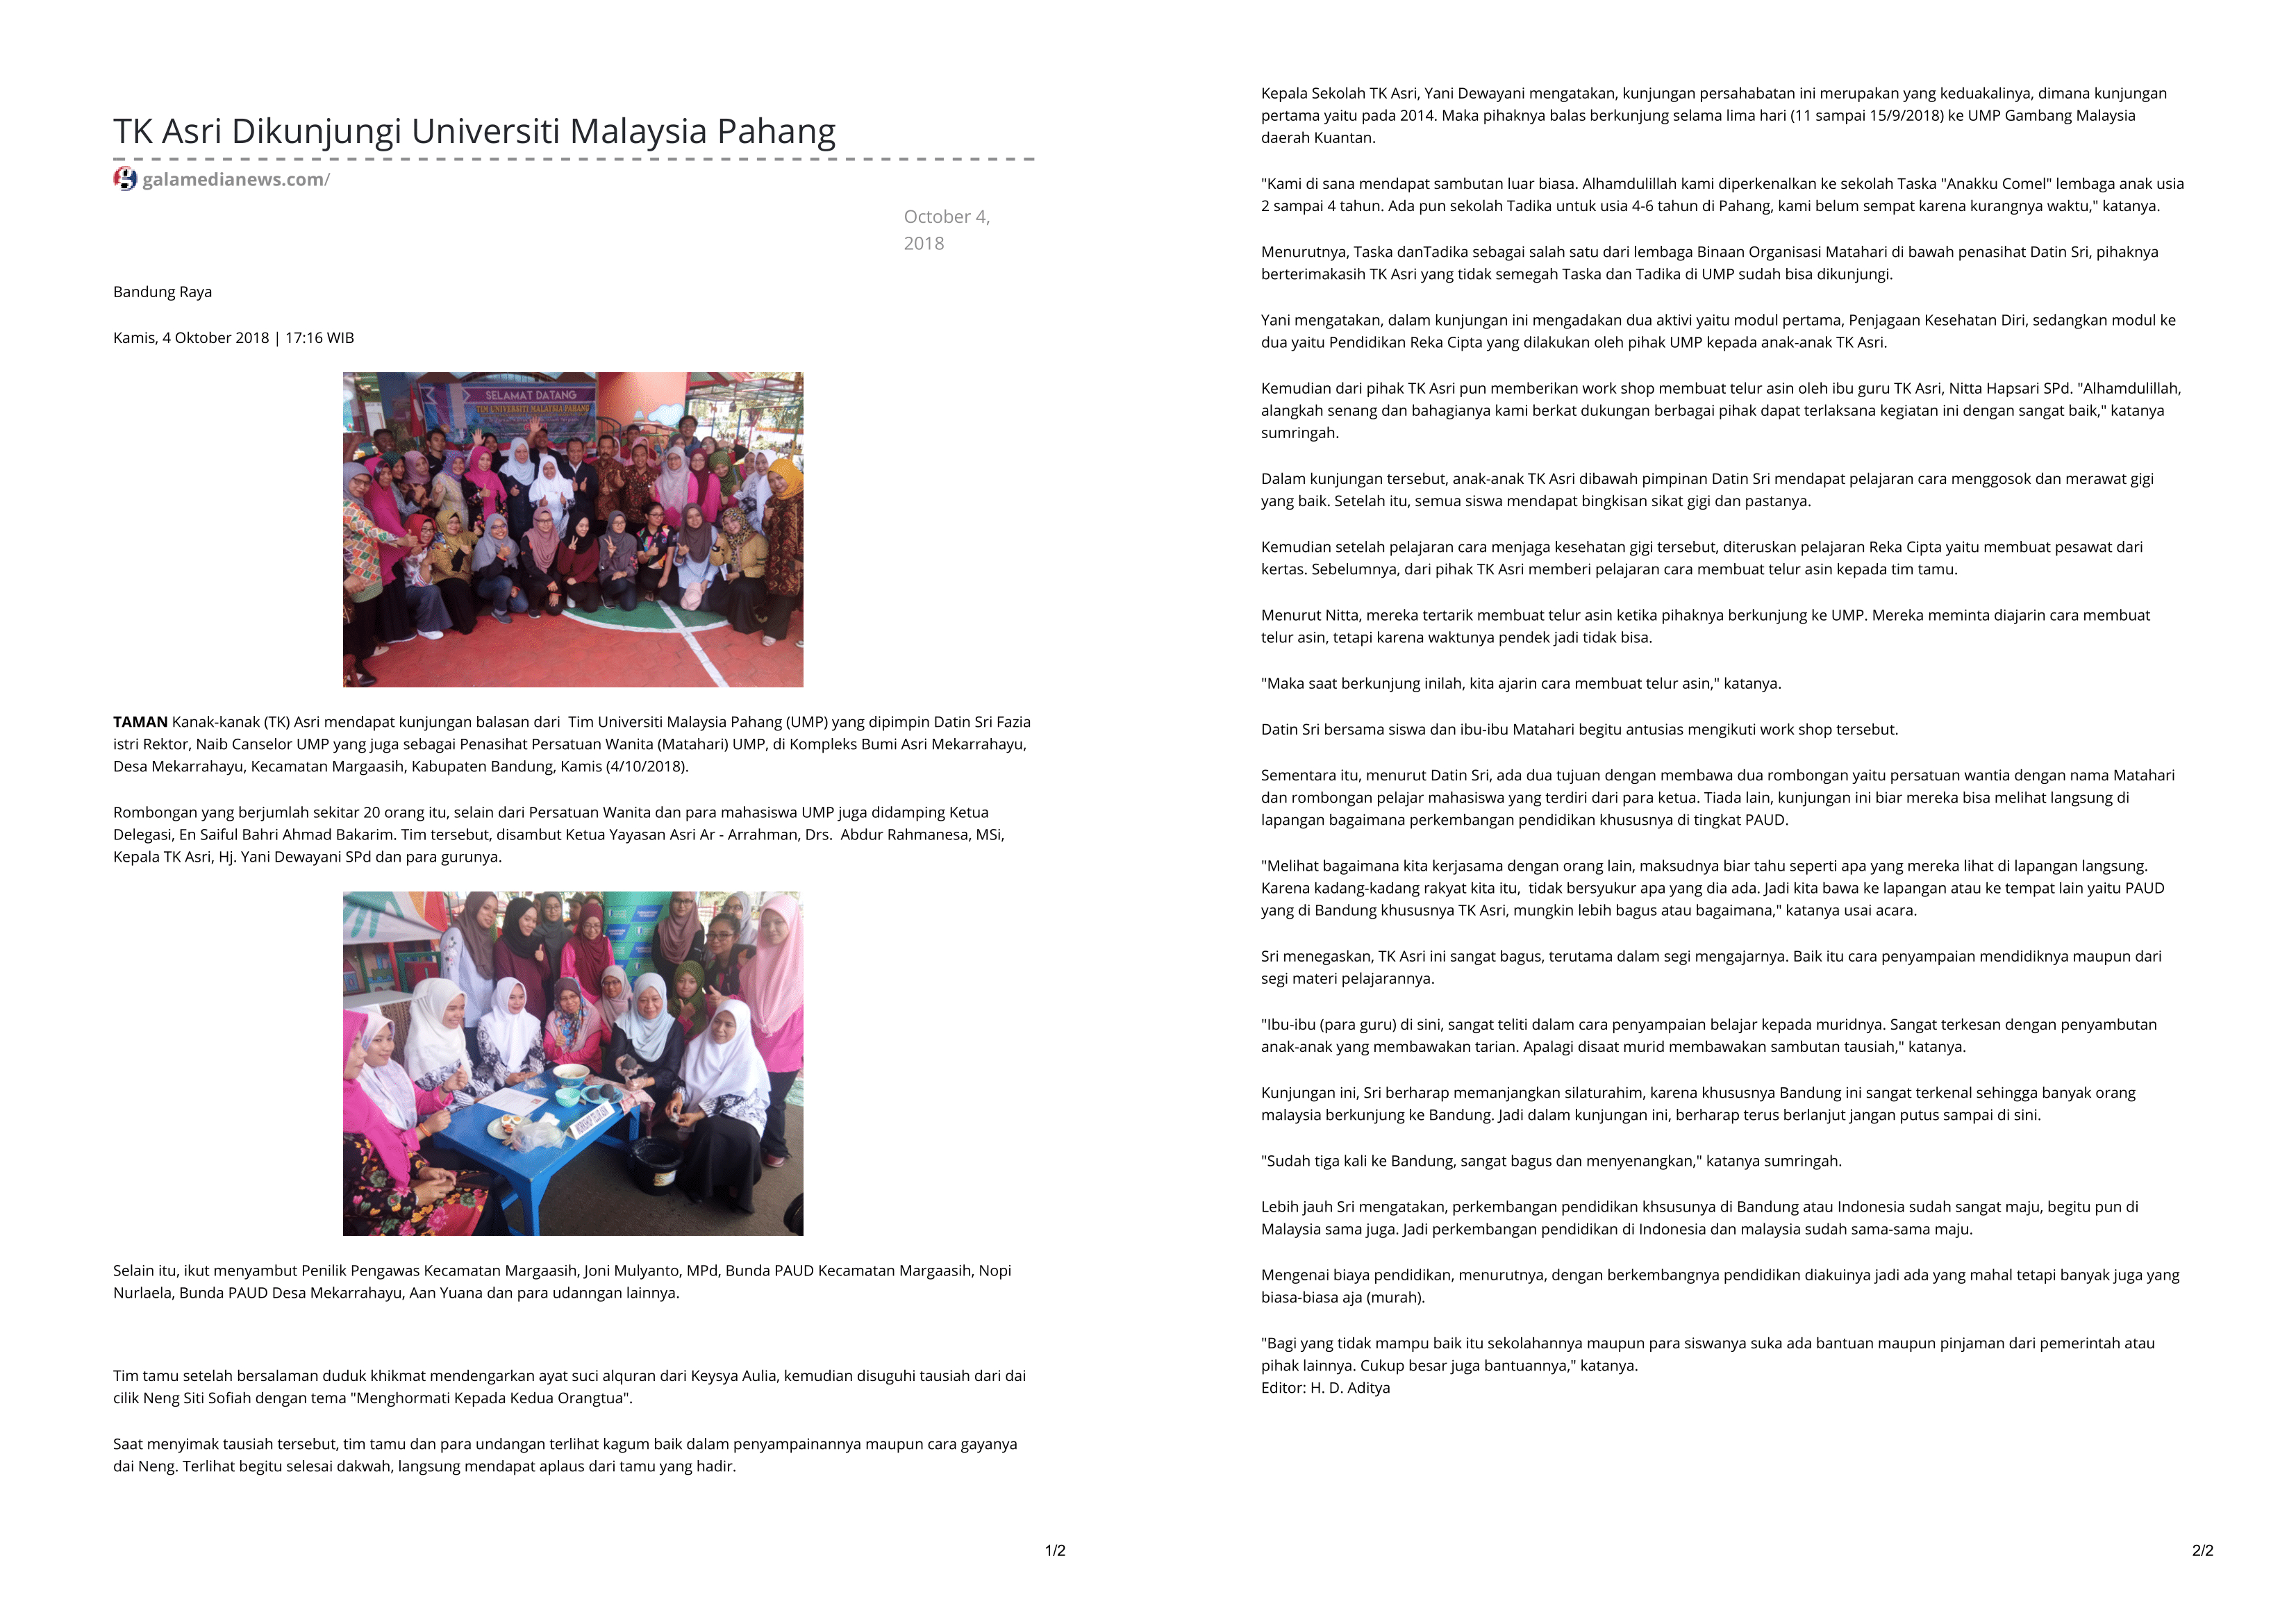 TK Asri Dikunjungi Universiti Malaysia Pahang
galamedianews.com/
October 4,
2018
Bandung Raya
Kamis, 4 Oktober 2018 | 17:16 WIB
SELAMAT DATANG
TIM UNIVERSITI MALAYSIA PAHANG
TAMAN Kanak-kanak (TK) Asri mendapat kunjungan balasan dari  Tim Universiti Malaysia Pahang (UMP) yang dipimpin Datin Sri Fazia
istri Rektor, Naib Canselor UMP yang juga sebagai Penasihat Persatuan Wanita (Matahari) UMP, di Kompleks Bumi Asri Mekarrahayu,
Desa Mekarrahayu, Kecamatan Margaasih, Kabupaten Bandung, Kamis (4/10/2018).
Rombongan yang berjumlah sekitar 20 orang itu, selain dari Persatuan Wanita dan para mahasiswa UMP juga didamping Ketua
Delegasi, En Saiful Bahri Ahmad Bakarim. Tim tersebut, disambut Ketua Yayasan Asri Ar - Arrahman, Drs.  Abdur Rahmanesa, MSi,
Kepala TK Asri, Hj. Yani Dewayani SPd dan para gurunya.
WORKSHOP TELUR ASIN
Selain itu, ikut menyambut Penilik Pengawas Kecamatan Margaasih, Joni Mulyanto, MPd, Bunda PAUD Kecamatan Margaasih, Nopi
Nurlaela, Bunda PAUD Desa Mekarrahayu, Aan Yuana dan para udanngan lainnya.
Tim tamu setelah bersalaman duduk khikmat mendengarkan ayat suci alquran dari Keysya Aulia, kemudian disuguhi tausiah dari dai
cilik Neng Siti Sofiah dengan tema "Menghormati Kepada Kedua Orangtua".
Saat menyimak tausiah tersebut, tim tamu dan para undangan terlihat kagum baik dalam penyampainannya maupun cara gayanya
dai Neng. Terlihat begitu selesai dakwah, langsung mendapat aplaus dari tamu yang hadir.
1/2
Kepala Sekolah TK Asri, Yani Dewayani mengatakan, kunjungan persahabatan ini merupakan yang keduakalinya, dimana kunjungan
pertama yaitu pada 2014. Maka pihaknya balas berkunjung selama lima hari (11 sampai 15/9/2018) ke UMP Gambang Malaysia
daerah Kuantan.
"Kami di sana mendapat sambutan luar biasa. Alhamdulillah kami diperkenalkan ke sekolah Taska "Anakku Comel" lembaga anak usia
2 sampai 4 tahun. Ada pun sekolah Tadika untuk usia 4-6 tahun di Pahang, kami belum sempat karena kurangnya waktu," katanya.
Menurutnya, Taska danTadika sebagai salah satu dari lembaga Binaan Organisasi Matahari di bawah penasihat Datin Sri, pihaknya
berterimakasih TK Asri yang tidak semegah Taska dan Tadika di UMP sudah bisa dikunjungi.
Yani mengatakan, dalam kunjungan ini mengadakan dua aktivi yaitu modul pertama, Penjagaan Kesehatan Diri, sedangkan modul ke
dua yaitu Pendidikan Reka Cipta yang dilakukan oleh pihak UMP kepada anak-anak TK Asri.
Kemudian dari pihak TK Asri pun memberikan work shop membuat telur asin oleh ibu guru TK Asri, Nitta Hapsari SPd. "Alhamdulillah,
alangkah senang dan bahagianya kami berkat dukungan berbagai pihak dapat terlaksana kegiatan ini dengan sangat baik," katanya
sumringah.
Dalam kunjungan tersebut, anak-anak TK Asri dibawah pimpinan Datin Sri mendapat pelajaran cara menggosok dan merawat gigi
yang baik. Setelah itu, semua siswa mendapat bingkisan sikat gigi dan pastanya.
Kemudian setelah pelajaran cara menjaga kesehatan gigi tersebut, diteruskan pelajaran Reka Cipta yaitu membuat pesawat dari
kertas. Sebelumnya, dari pihak TK Asri memberi pelajaran cara membuat telur asin kepada tim tamu.
Menurut Nitta, mereka tertarik membuat telur asin ketika pihaknya berkunjung ke UMP. Mereka meminta diajarin cara membuat
telur asin, tetapi karena waktunya pendek jadi tidak bisa.
"Maka saat berkunjung inilah, kita ajarin cara membuat telur asin," katanya.
Datin Sri bersama siswa dan ibu-ibu Matahari begitu antusias mengikuti work shop tersebut.
Sementara itu, menurut Datin Sri, ada dua tujuan dengan membawa dua rombongan yaitu persatuan wantia dengan nama Matahari
dan rombongan pelajar mahasiswa yang terdiri dari para ketua. Tiada lain, kunjungan ini biar mereka bisa melihat langsung di
lapangan bagaimana perkembangan pendidikan khususnya di tingkat PAUD.
"Melihat bagaimana kita kerjasama dengan orang lain, maksudnya biar tahu seperti apa yang mereka lihat di lapangan langsung.
Karena kadang-kadang rakyat kita itu,  tidak bersyukur apa yang dia ada. Jadi kita bawa ke lapangan atau ke tempat lain yaitu PAUD
yang di Bandung khususnya TK Asri, mungkin lebih bagus atau bagaimana," katanya usai acara.
Sri menegaskan, TK Asri ini sangat bagus, terutama dalam segi mengajarnya. Baik itu cara penyampaian mendidiknya maupun dari
segi materi pelajarannya.
"Ibu-ibu (para guru) di sini, sangat teliti dalam cara penyampaian belajar kepada muridnya. Sangat terkesan dengan penyambutan
anak-anak yang membawakan tarian. Apalagi disaat murid membawakan sambutan tausiah," katanya.
Kunjungan ini, Sri berharap memanjangkan silaturahim, karena khususnya Bandung ini sangat terkenal sehingga banyak orang
malaysia berkunjung ke Bandung. Jadi dalam kunjungan ini, berharap terus berlanjut jangan putus sampai di sini.
"Sudah tiga kali ke Bandung, sangat bagus dan menyenangkan," katanya sumringah.
Lebih jauh Sri mengatakan, perkembangan pendidikan khsusunya di Bandung atau Indonesia sudah sangat maju, begitu pun di
Malaysia sama juga. Jadi perkembangan pendidikan di Indonesia dan malaysia sudah sama-sama maju.
Mengenai biaya pendidikan, menurutnya, dengan berkembangnya pendidikan diakuinya jadi ada yang mahal tetapi banyak juga yang
biasa-biasa aja (murah).
"Bagi yang tidak mampu baik itu sekolahannya maupun para siswanya suka ada bantuan maupun pinjaman dari pemerintah atau
pihak lainnya. Cukup besar juga bantuannya," katanya.
Editor: H. D. Aditya
2/2